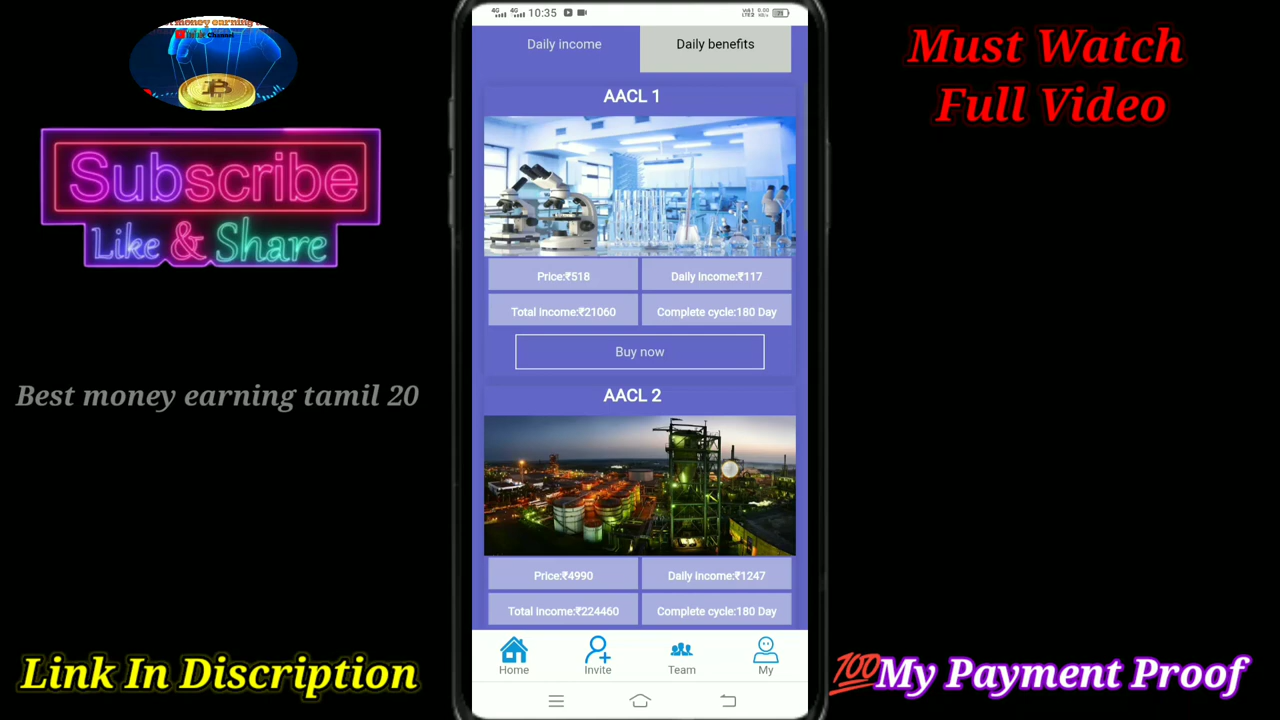 10:35
Daily income
Daily benefits
AACL 1
Price:₹518
Daily income:₹117
Total income:₹21060
Complete cycle:180 Day
Buy now
AACL 2
Price:₹4990
Daily income:₹1247
Total income:₹224460
Complete cycle:180 Day
Home
Invite
Team
My
Subscribe
Like & Share
Best money earning tamil 20
Link In Discription
Must Watch
Full Video
💯My Payment Proof